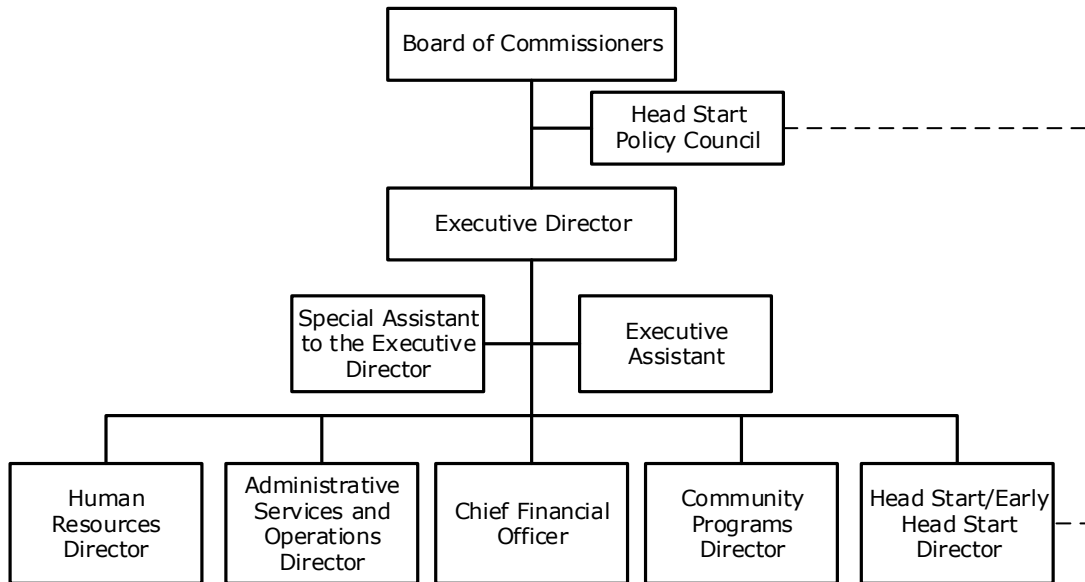 Board of Commissioners
Head Start
Policy Council
Executive Director
Special Assistant
to the Executive
Director
Executive
Assistant
Human
Resources
Director
Administrative
Services and
Operations
Director
Chief Financial
Officer
Community
Programs
Director
Head Start/Early
Head Start
Director